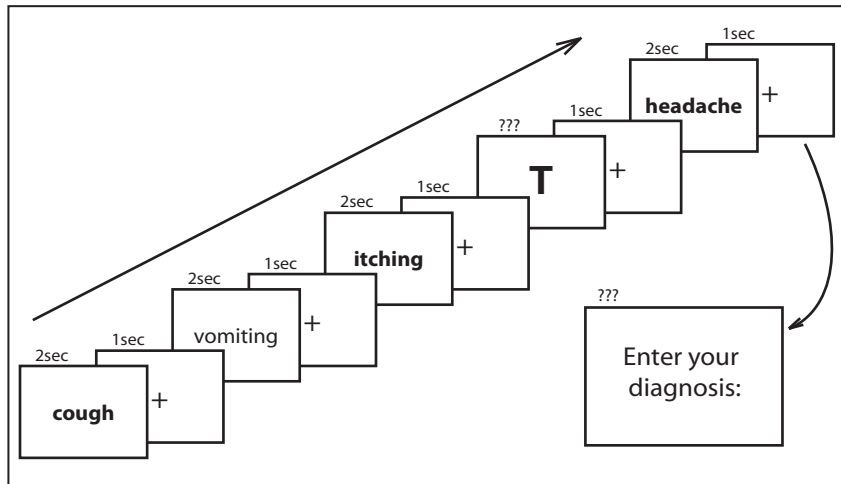 1sec
2sec
headache
+
1sec
???
T
+
1sec
2sec
itching
+
1sec
2sec
vomiting
+
1sec
2sec
cough
+
???
Enter your
diagnosis: